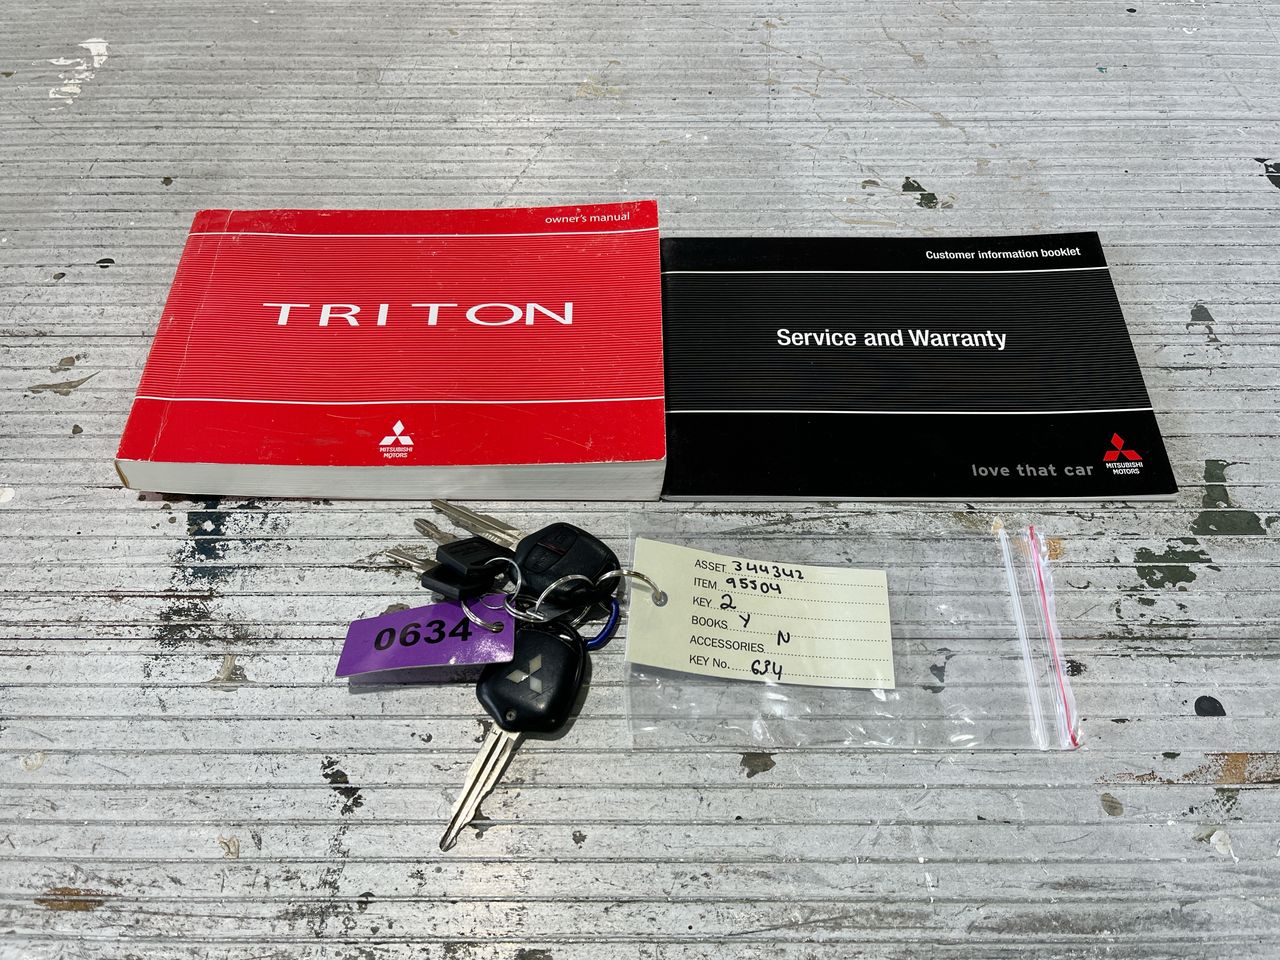 owner's manual
TRITON
MITSUBISHI
MOTORS
Customer information booklet
Service and Warranty
love that car
MITSUBISHI
MOTORS
0634
ASSET 344342
ITEM 95504
KEY 2
BOOKS Y
ACCESSORIES N
KEY No. 634